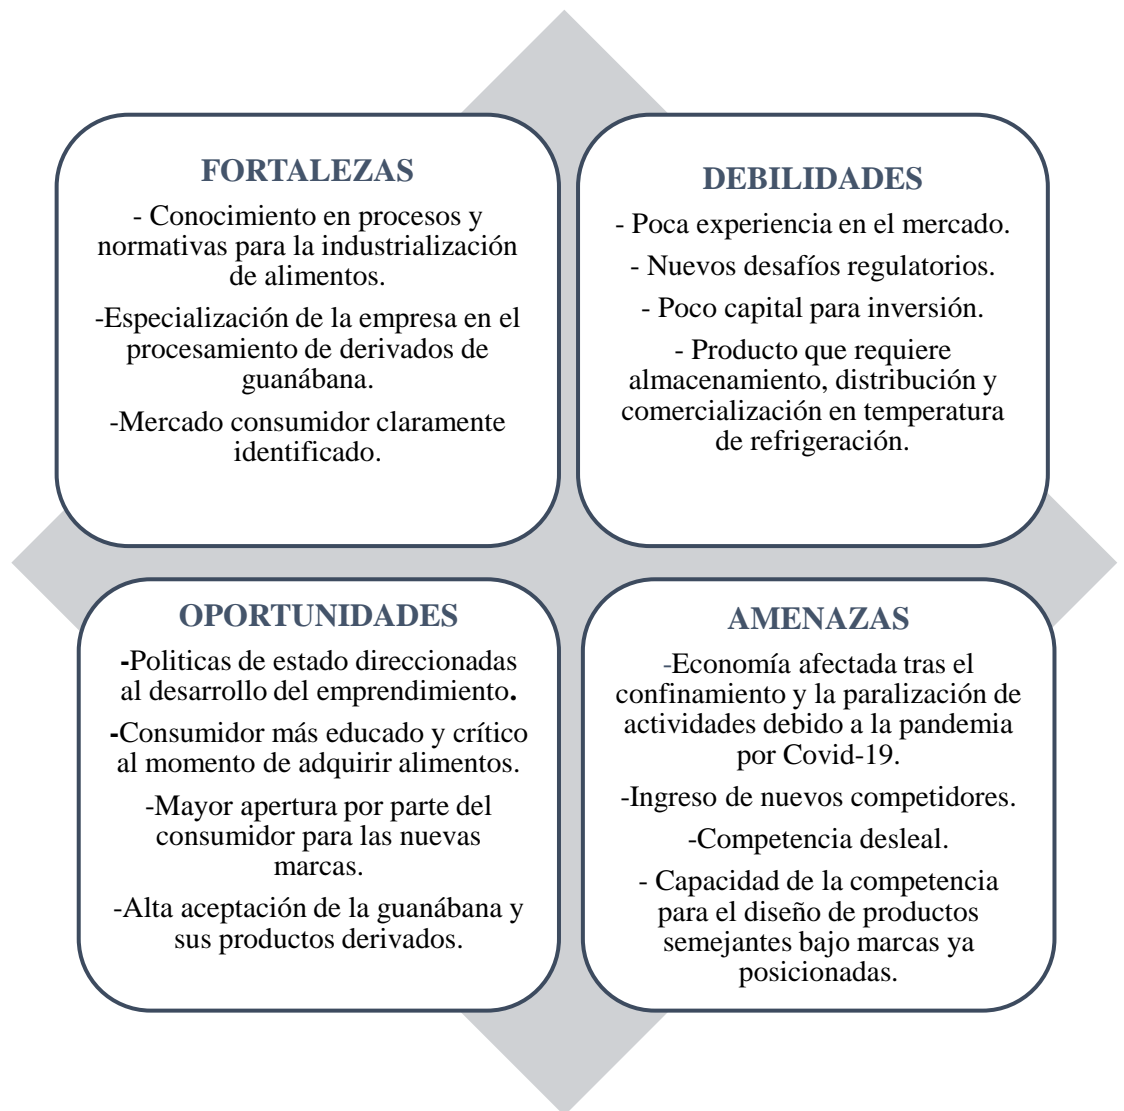 FORTALEZAS
- Conocimiento en procesos y
normativas para la industrialización
de alimentos.
-Especialización de la empresa en el
procesamiento de derivados de
guanábana.
-Mercado consumidor claramente
identificado.
DEBILIDADES
- Poca experiencia en el mercado.
- Nuevos desafíos regulatorios.
- Poco capital para inversión.
- Producto que requiere
almacenamiento, distribución y
comercialización en temperatura
de refrigeración.
OPORTUNIDADES
-Politicas de estado direccionadas
al desarrollo del emprendimiento.
-Consumidor más educado y crítico
al momento de adquirir alimentos.
-Mayor apertura por parte del
consumidor para las nuevas
marcas.
-Alta aceptación de la guanábana y
sus productos derivados.
AMENAZAS
-Economía afectada tras el
confinamiento y la paralización de
actividades debido a la pandemia
por Covid-19.
-Ingreso de nuevos competidores.
-Competencia desleal.
- Capacidad de la competencia
para el diseño de productos
semejantes bajo marcas ya
posicionadas.